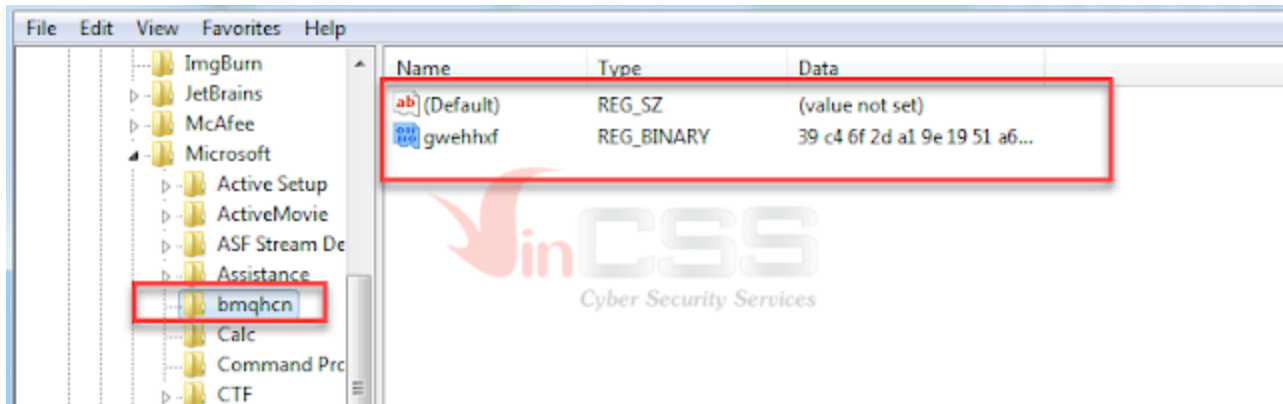 File Edit View Favorites Help
ImgBurn
JetBrains
McAfee
Microsoft
Active Setup
ActiveMovie
ASF Stream De
Assistance
bmqhcn
Calc
Command Prc
CTF
Name Type Data
ab (Default) REG_SZ (value not set)
gwehhxf REG_BINARY 39 c4 6f 2d a1 9e 19 51 a6...
VinCSS
Cyber Security Services